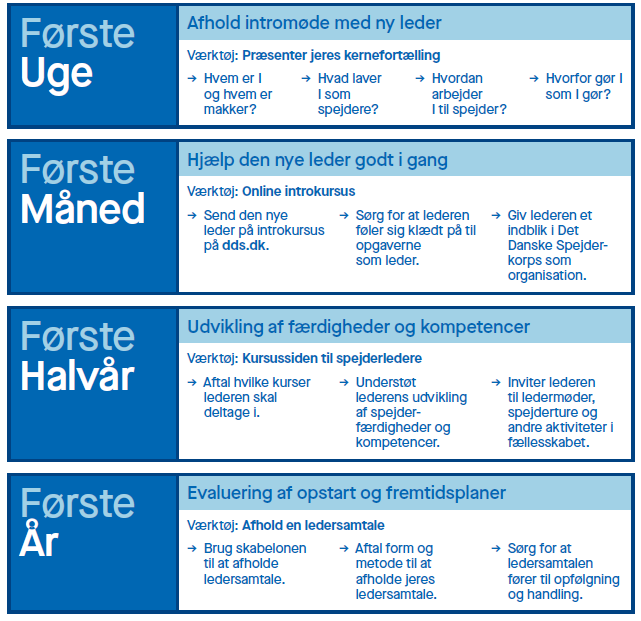 Første
Uge
Afhold intromøde med ny leder
Værktøj: Præsenter jeres kernefortælling
→ Hvem er I
og hvem er
makker?
→ Hvad laver
I som
spejdere?
→ Hvordan
arbejder
I til spejder?
→ Hvorfor gør I
som I gør?
Første
Måned
Hjælp den nye leder godt i gang
Værktøj: Online introkursus
→ Send den nye
leder på introkursus
på dds.dk.
→ Sørg for at lederen
føler sig klædt på til
opgaverne
som leder.
→ Giv lederen et
indblik i Det
Danske Spejder-
korps som
organisation.
Første
Halvår
Udvikling af færdigheder og kompetencer
Værktøj: Kursussiden til spejderledere
→ Aftal hvilke kurser
lederen skal
deltage i.
→ Understøt
lederens udvikling
af spejder-
færdigheder og
kompetencer.
→ Inviter lederen
til ledermøder,
spejderture og
andre aktiviteter i
fællesskabet.
Første
År
Evaluering af opstart og fremtidsplaner
Værktøj: Afhold en ledersamtale
→ Brug skabelonen
til at afholde
ledersamtale.
→ Aftal form og
metode til at
afholde jeres
ledersamtale.
→ Sørg for at
ledersamtalen
fører til opfølgning
og handling.